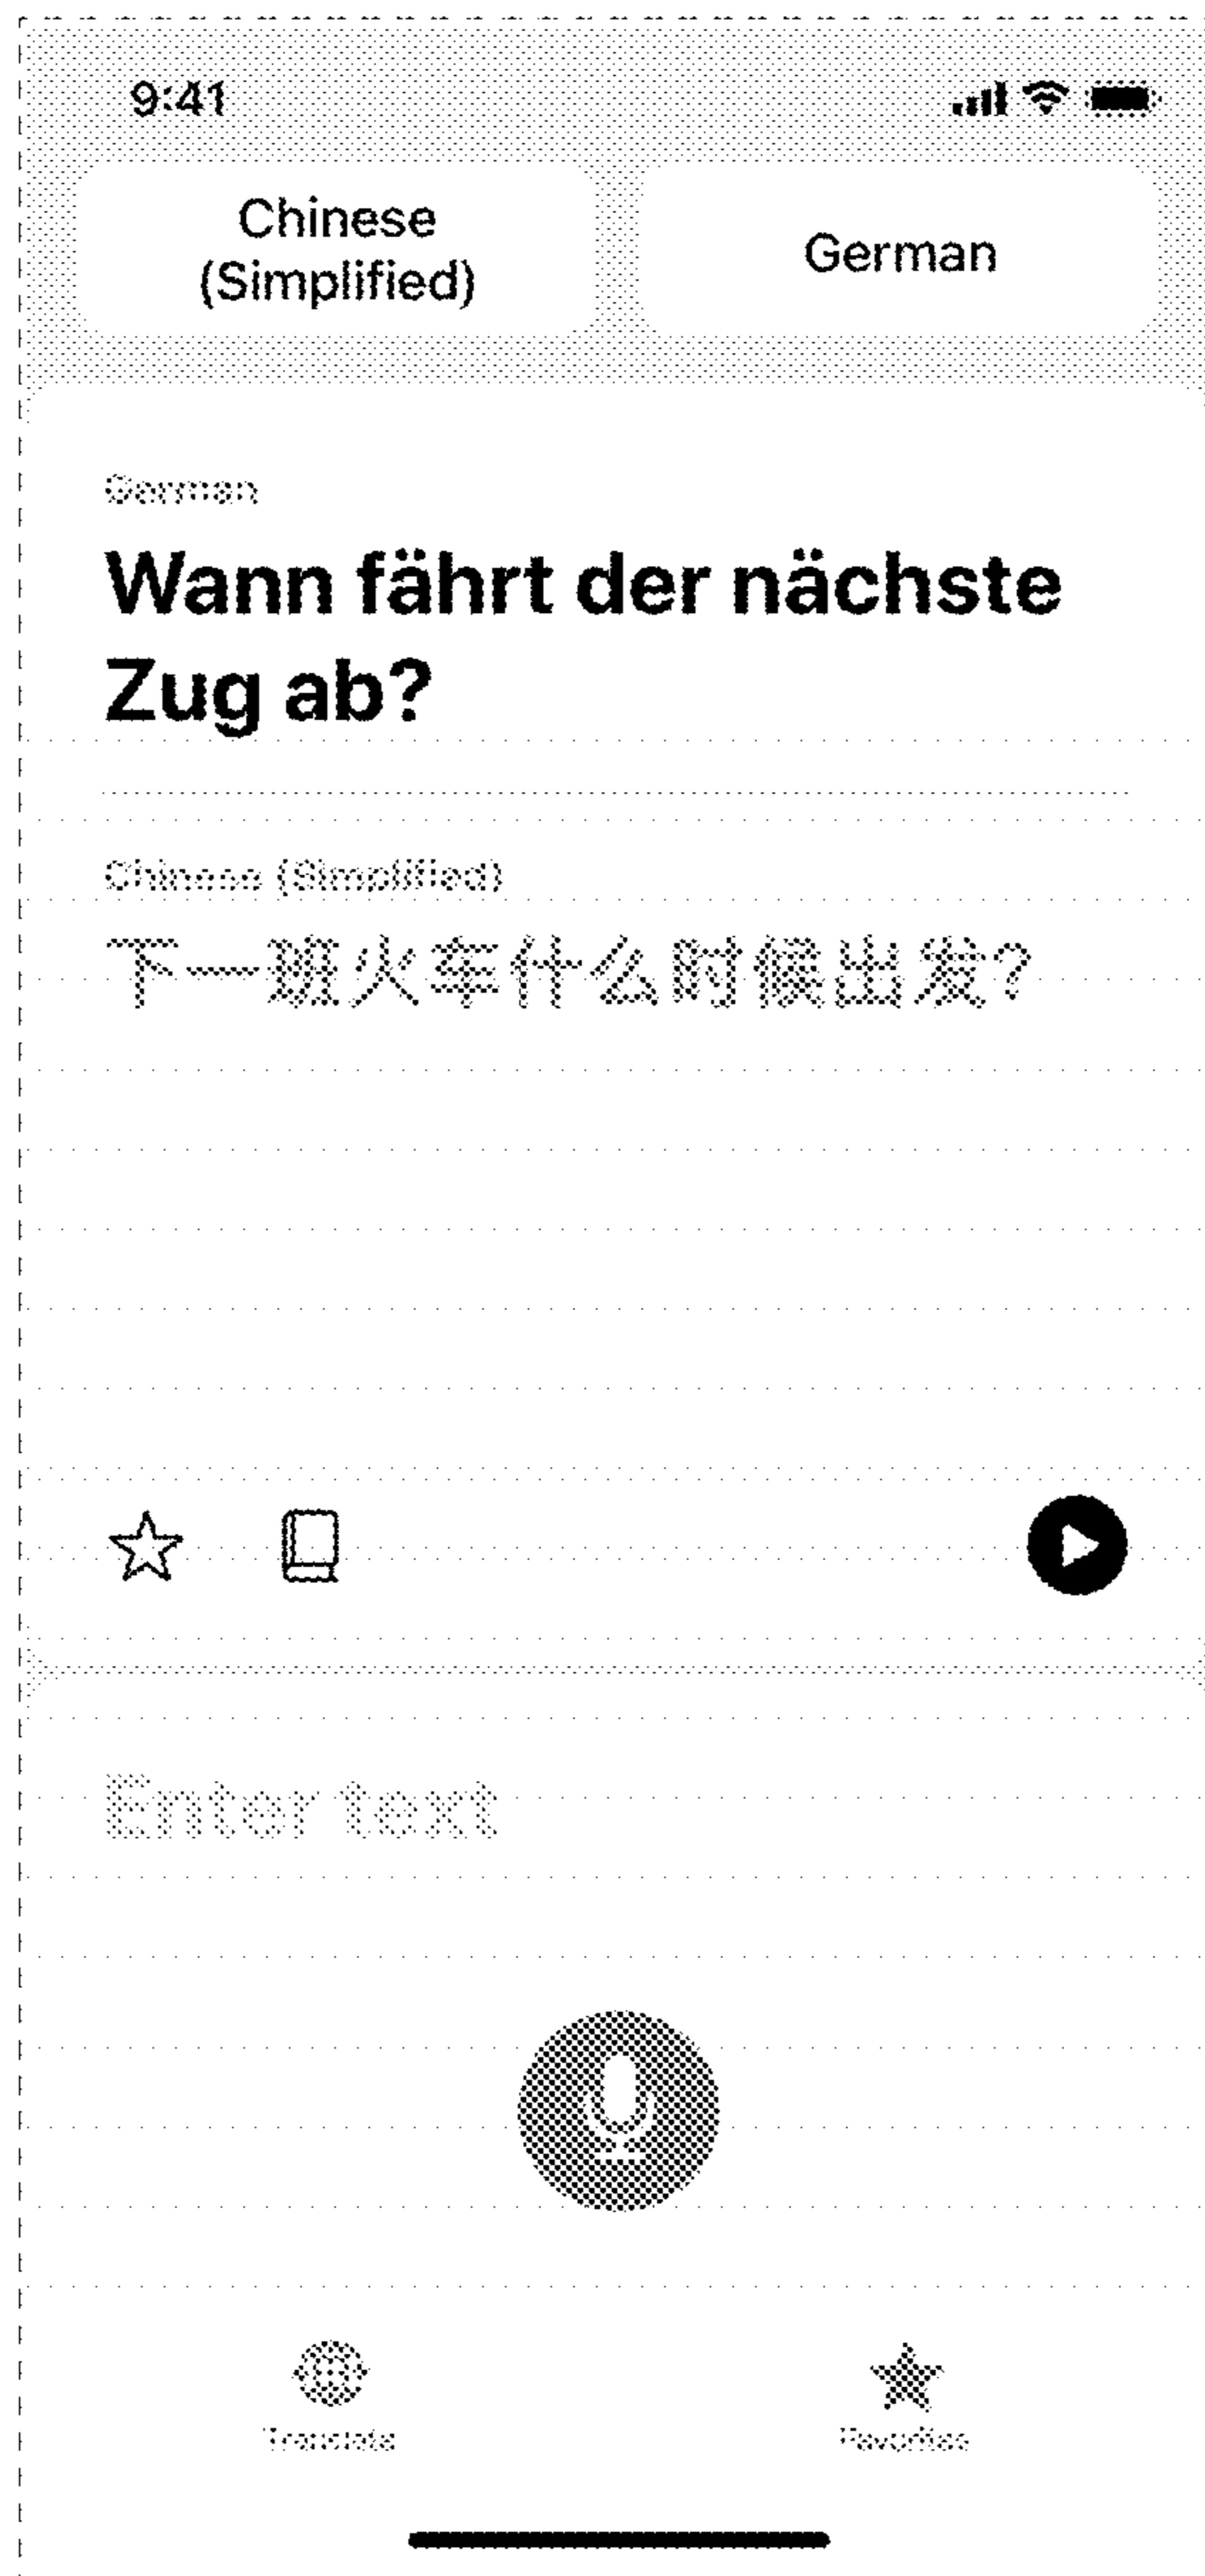 9:41
Chinese
(Simplified)
German
German
Wann fährt der nächste
Zug ab?
Chinese (Simplified)
下一班火车什么时候出发?
Enter text
Translate
Favorites